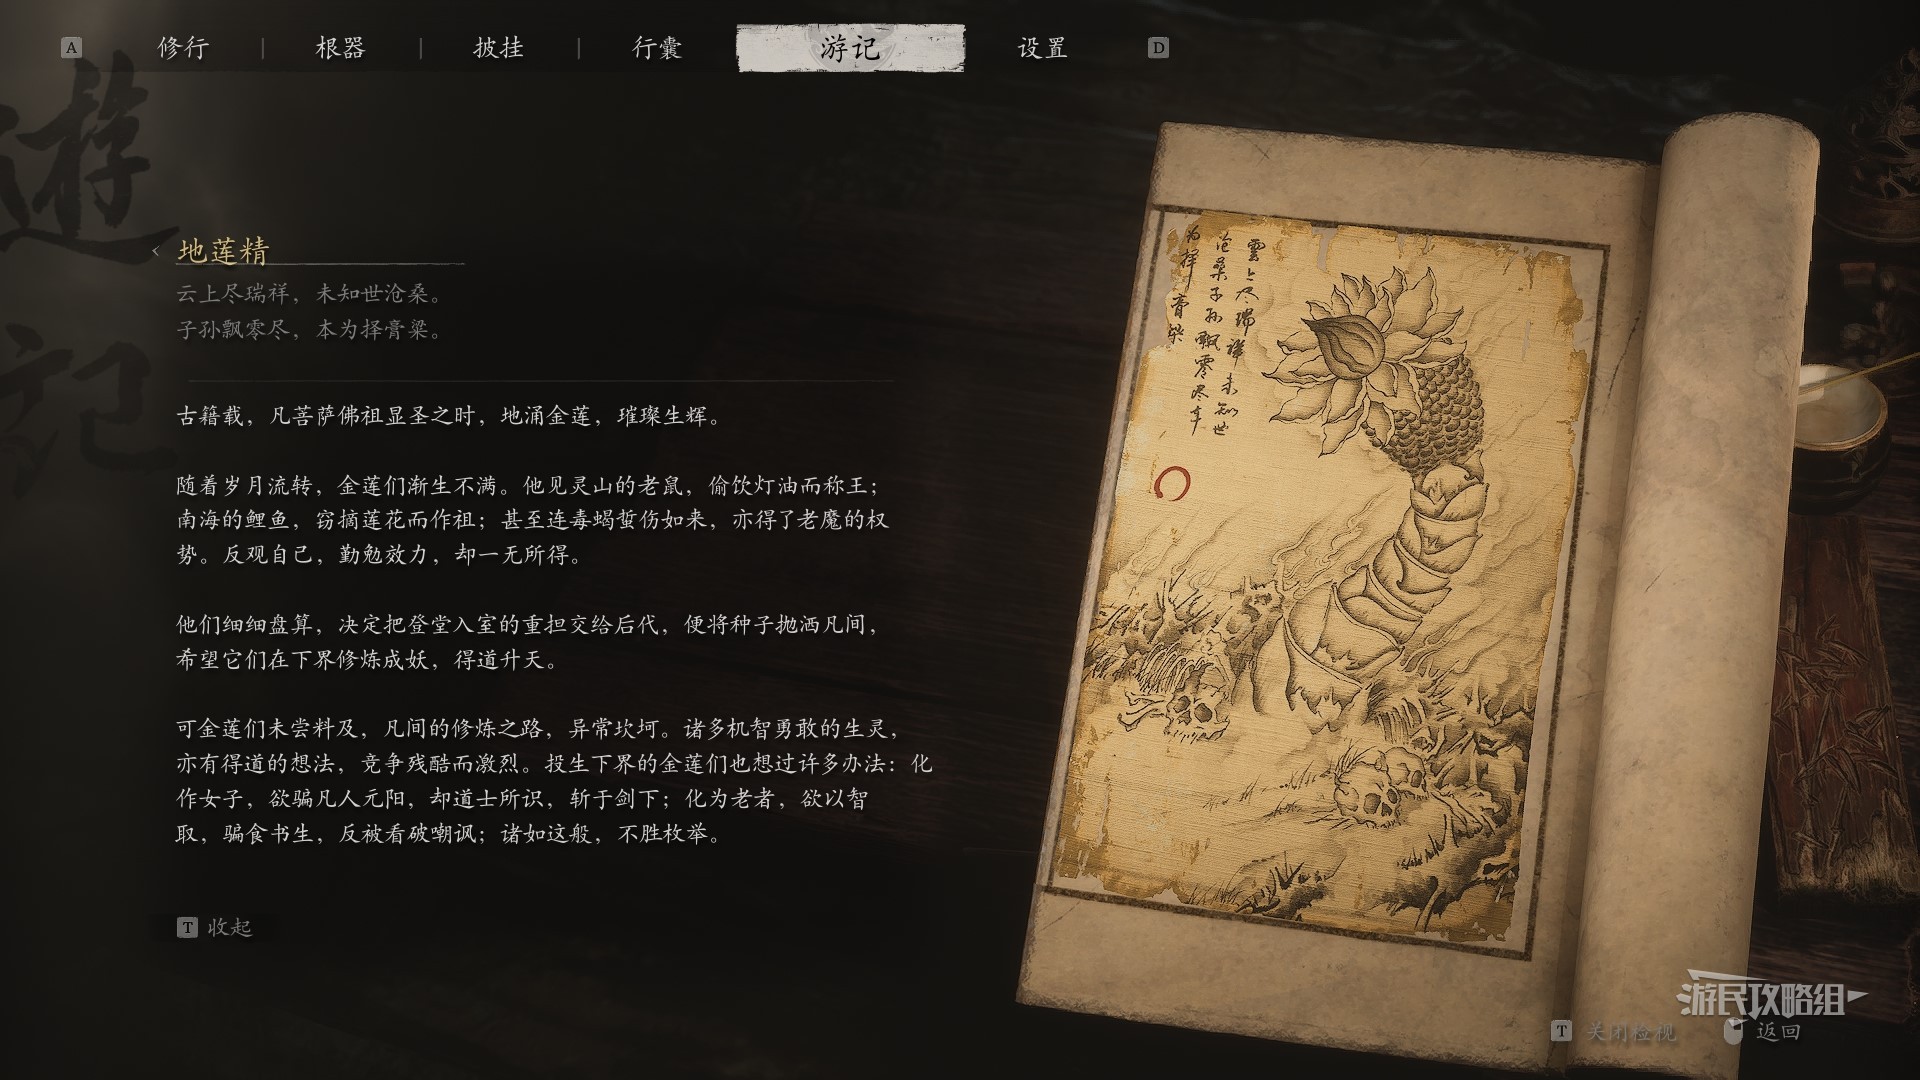 A 修行 | 根器 | 披挂 | 行囊 游记 设置 D
遊記
地莲精
云上尽瑞祥，未知世沧桑。
子孙飘零尽，本为择膏粱。
古籍载，凡菩萨佛祖显圣之时，地涌金莲，璀璨生辉。
随着岁月流转，金莲们渐生不满。他见灵山的老鼠，偷饮灯油而称王；
南海的鲤鱼，窃摘莲花而作祖；甚至连毒蝎蜇伤如来，亦得了老魔的权
势。反观自己，勤勉效力，却一无所得。
他们细细盘算，决定把登堂入室的重担交给后代，便将种子抛洒凡间，
希望它们在下界修炼成妖，得道升天。
可金莲们未尝料及，凡间的修炼之路，异常坎坷。诸多机智勇敢的生灵，
亦有得道的想法，竞争残酷而激烈。投生下界的金莲们也想过许多办法：化
作女子，欲骗凡人元阳，却道士所识，斩于剑下；化为老者，欲以智
取，骗食书生，反被看破嘲讽；诸如这般，不胜枚举。
T 收起
雲上尽瑞祥未知世
沧桑子孙飘零尽本
为择膏粱
游民攻略组
T 关闭检视 返回